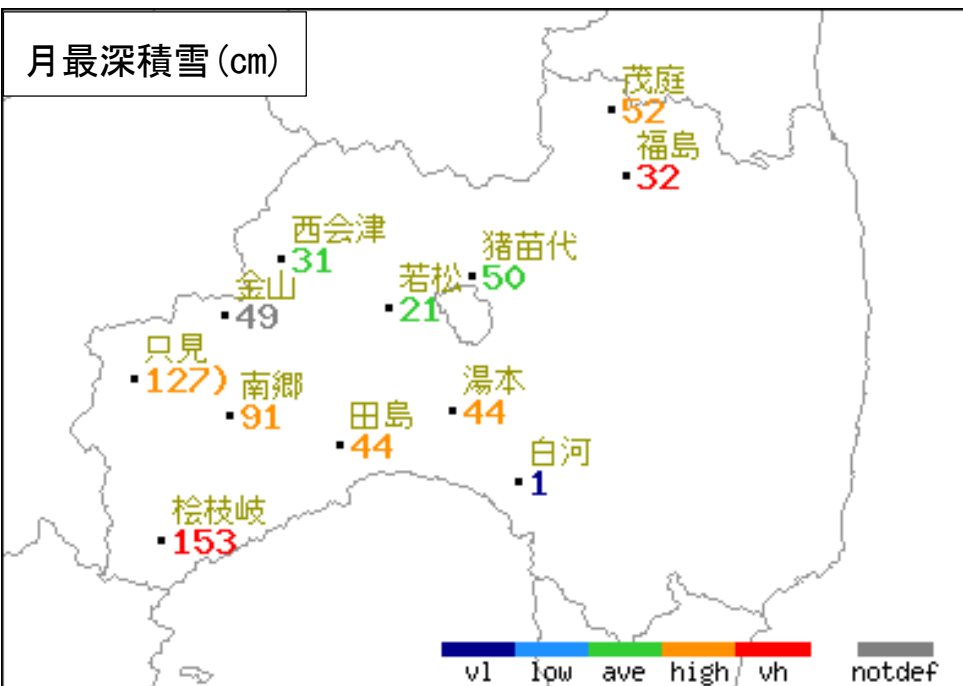 月最深積雪(cm)
茂庭
52
福島
32
西会津
31
猪苗代
50
金山
49
若松
21
只見
127)
南郷
91
湯本
44
田島
44
白河
1
桧枝岐
153
vl low ave high vh notdef